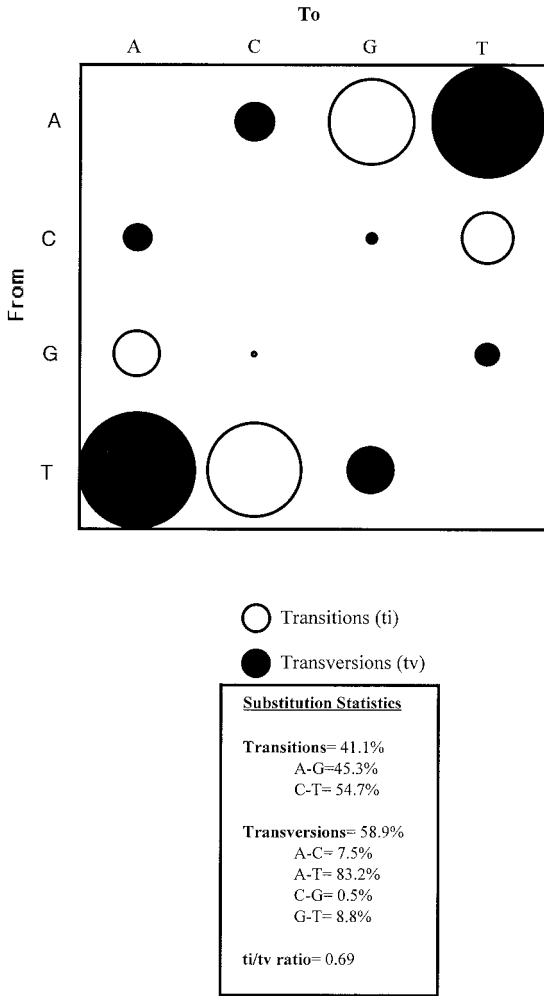 To
A C G T
A
C
From
G
T
Transitions (ti)
Transversions (tv)
Substitution Statistics
Transitions= 41.1%
A-G=45.3%
C-T= 54.7%
Transversions= 58.9%
A-C= 7.5%
A-T= 83.2%
C-G= 0.5%
G-T= 8.8%
ti/tv ratio= 0.69